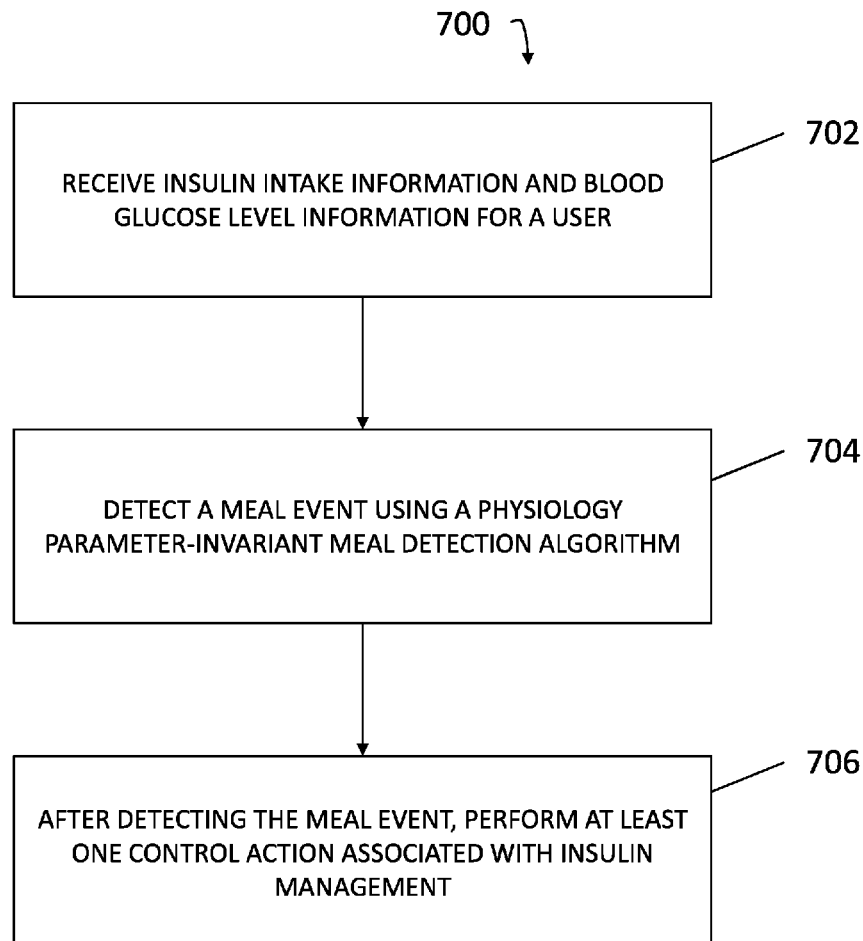 700
702
RECEIVE INSULIN INTAKE INFORMATION AND BLOOD
GLUCOSE LEVEL INFORMATION FOR A USER
704
DETECT A MEAL EVENT USING A PHYSIOLOGY
PARAMETER-INVARIANT MEAL DETECTION ALGORITHM
706
AFTER DETECTING THE MEAL EVENT, PERFORM AT LEAST
ONE CONTROL ACTION ASSOCIATED WITH INSULIN
MANAGEMENT